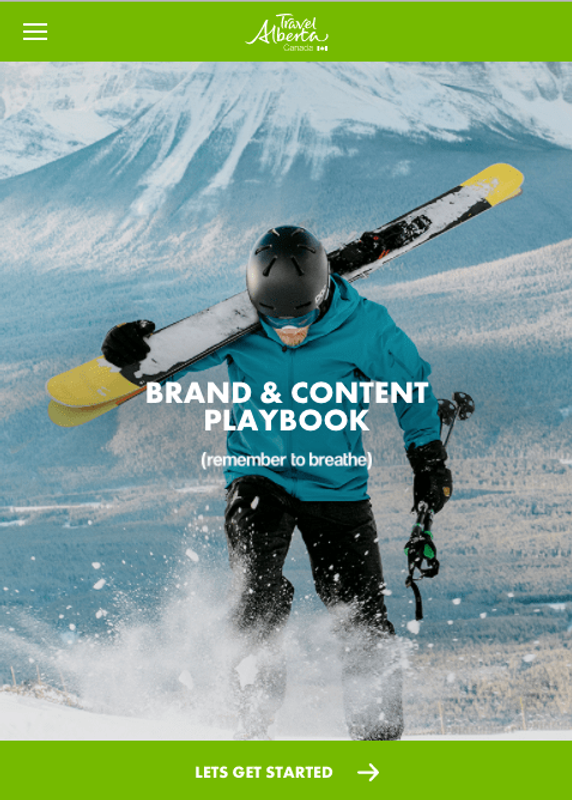 Travel
Alberta
Canada
BRAND & CONTENT
PLAYBOOK
(remember to breathe)
LETS GET STARTED